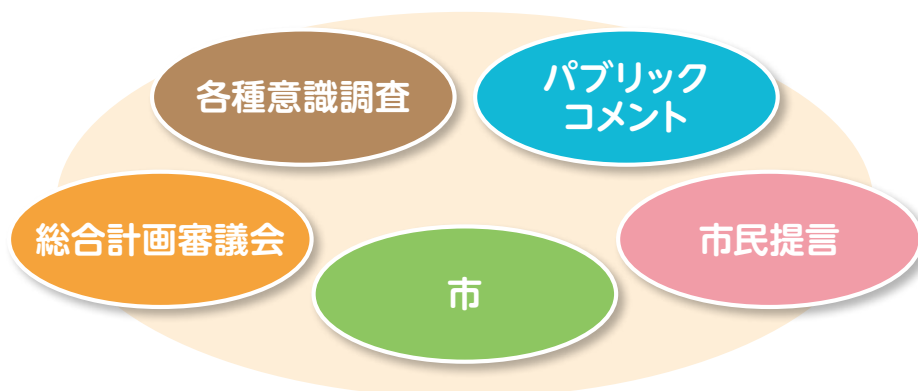 各種意識調査
パブリック
コメント
総合計画審議会
市民提言
市